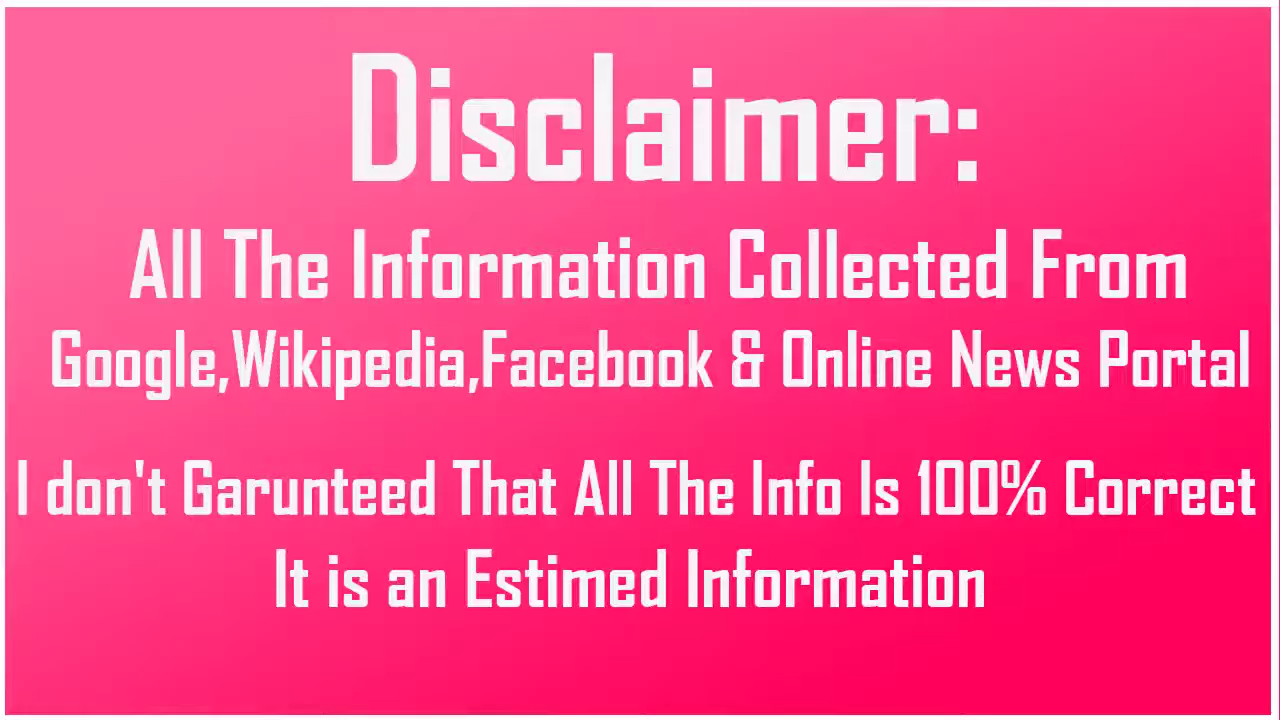 Disclaimer:
All The Information Collected From
Google,Wikipedia,Facebook & Online News Portal
I don't Garunteed That All The Info Is 100% Correct
It is an Estimed Information